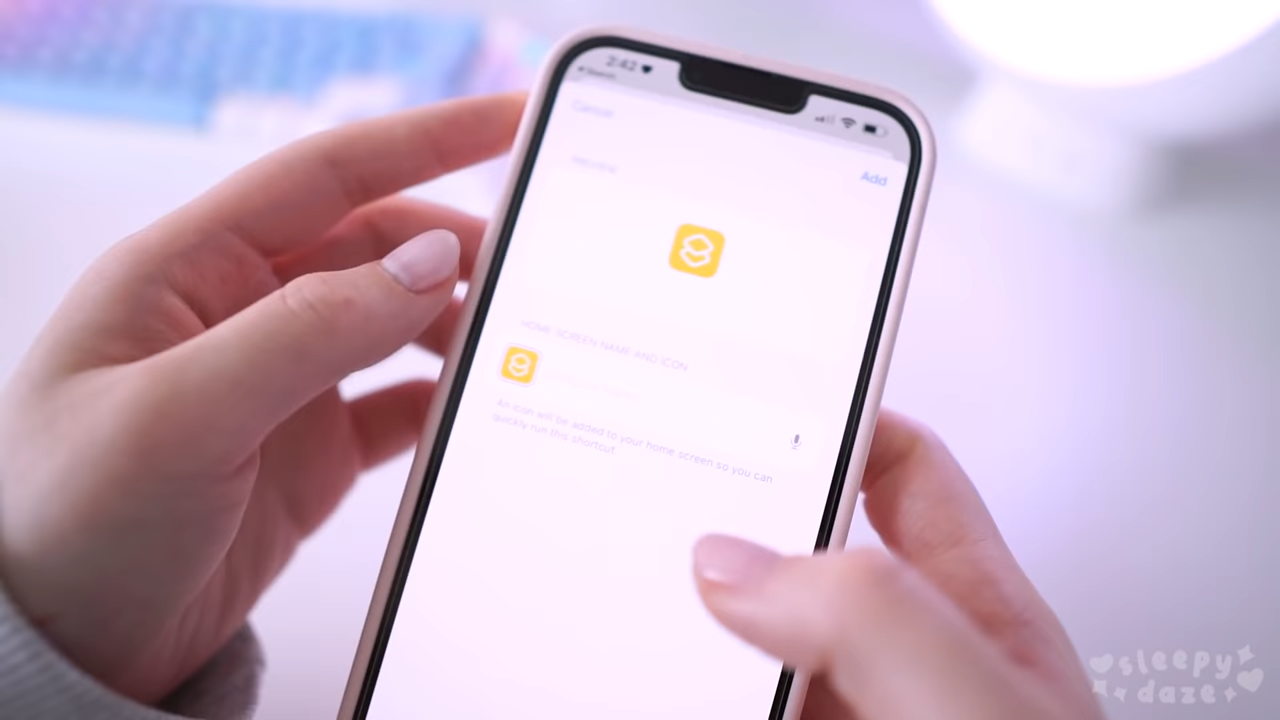 2:42
Search
Cancel
Add
HOME SCREEN NAME AND ICON
An icon will be added to your home screen so you can
quickly run this shortcut.
sleepy
daze